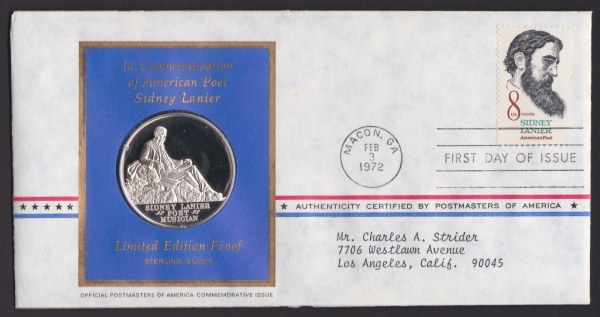 In Commemoration
of American Poet
Sidney Lanier
SIDNEY LANIER
POET
MUSICIAN
Limited Edition Proof
STERLING SILVER
OFFICIAL POSTMASTERS OF AMERICA COMMEMORATIVE ISSUE
8 U.S. CENTS
SIDNEY
LANIER
American Poet
MACON, GA
FEB
3
1972
FIRST DAY OF ISSUE
AUTHENTICITY CERTIFIED BY POSTMASTERS OF AMERICA
Mr. Charles A. Strider
7706 Westlawn Avenue
Los Angeles, Calif. 90045